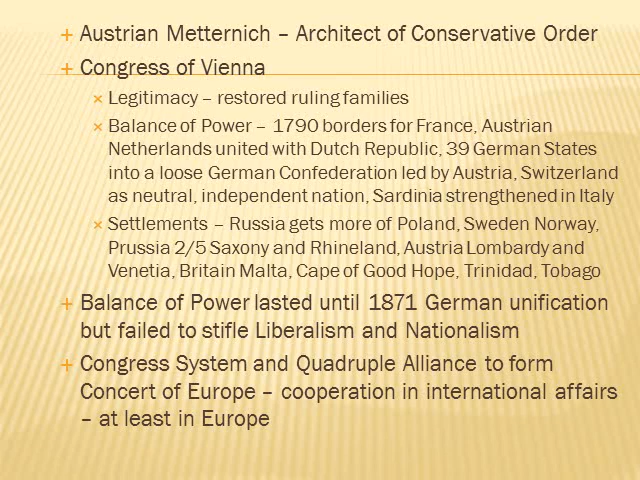 + Austrian Metternich – Architect of Conservative Order
+ Congress of Vienna
× Legitimacy – restored ruling families
× Balance of Power – 1790 borders for France, Austrian
Netherlands united with Dutch Republic, 39 German States
into a loose German Confederation led by Austria, Switzerland
as neutral, independent nation, Sardinia strengthened in Italy
× Settlements – Russia gets more of Poland, Sweden Norway,
Prussia 2/5 Saxony and Rhineland, Austria Lombardy and
Venetia, Britain Malta, Cape of Good Hope, Trinidad, Tobago
+ Balance of Power lasted until 1871 German unification
but failed to stifle Liberalism and Nationalism
+ Congress System and Quadruple Alliance to form
Concert of Europe – cooperation in international affairs
– at least in Europe